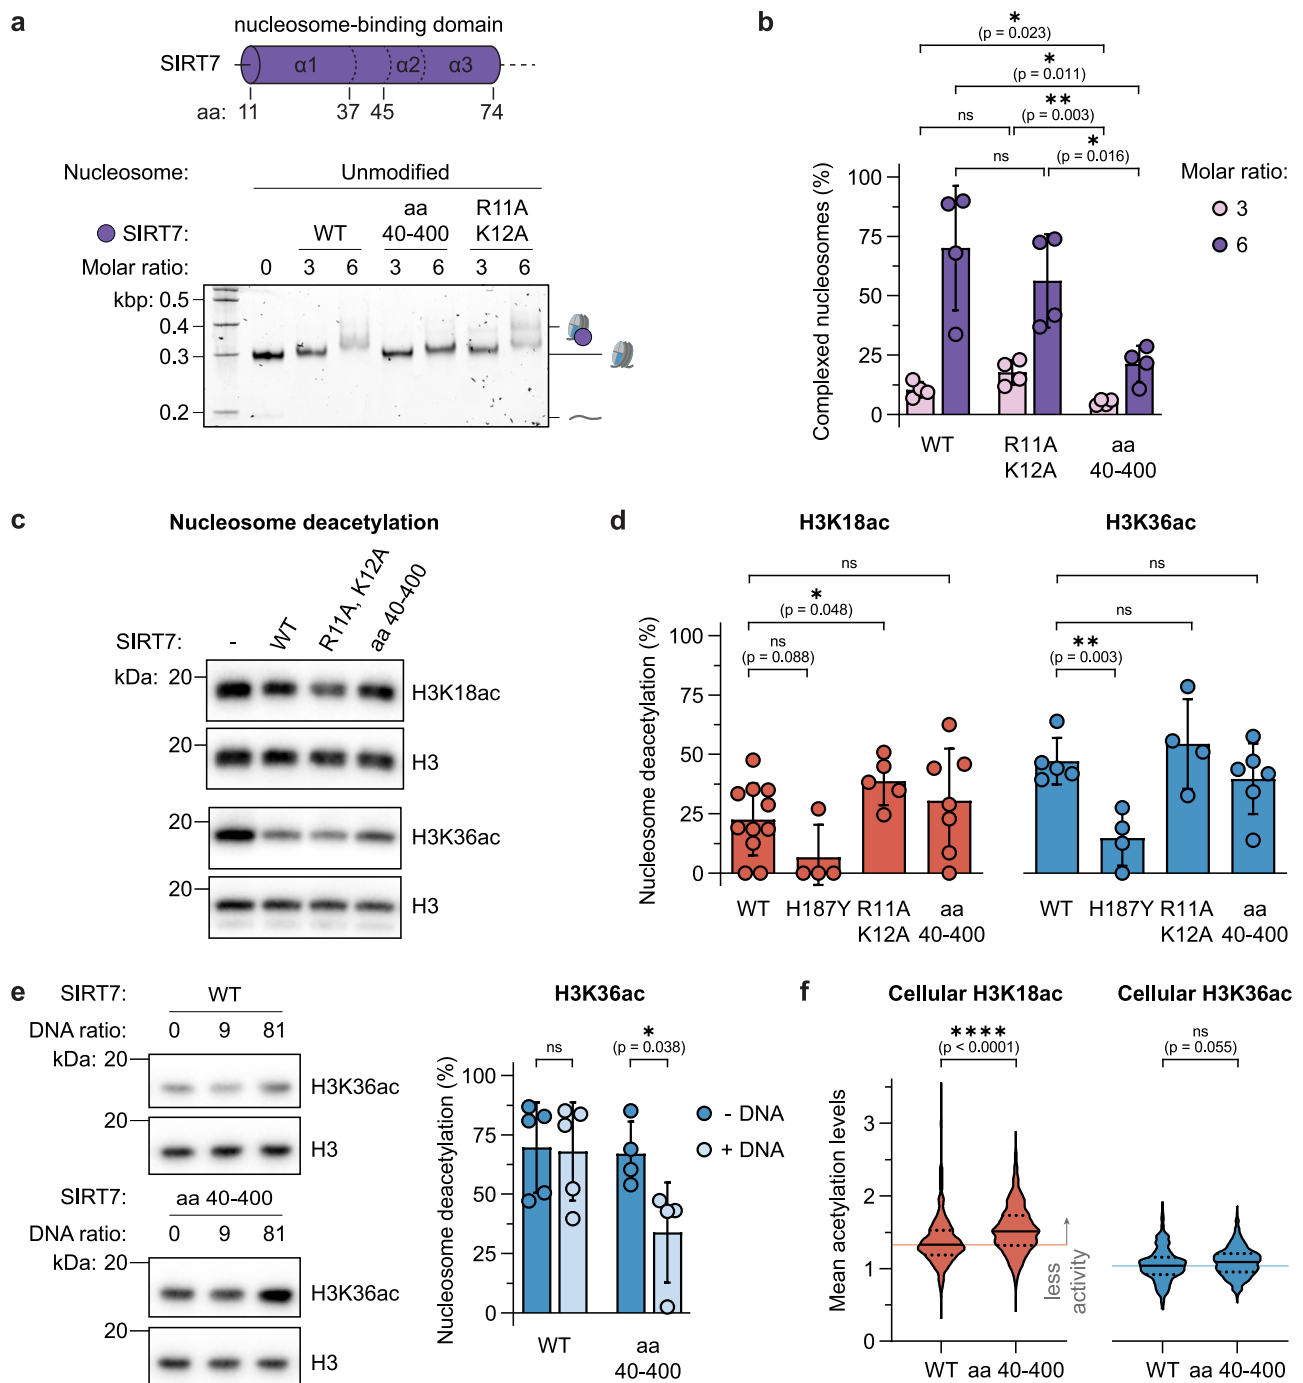 a
nucleosome-binding domain
SIRT7
α1 α2 α3
aa: 11 37 45 74
Nucleosome: Unmodified
SIRT7: WT aa 40-400 R11A K12A
Molar ratio: 0 3 6 3 6 3 6
kbp: 0.5
0.4
0.3
0.2
b
*
(p = 0.023)
*
(p = 0.011)
**
(p = 0.003)
ns
*
(p = 0.016)
ns
Complexed nucleosomes (%)
100
75
50
25
0
WT R11A K12A aa 40-400
Molar ratio:
3
6
c
Nucleosome deacetylation
SIRT7: - WT R11A, K12A aa 40-400
kDa: 20
H3K18ac
20
H3
20
H3K36ac
20
H3
d
H3K18ac
ns
*
(p = 0.048)
ns
(p = 0.088)
Nucleosome deacetylation (%)
100
75
50
25
0
WT H187Y R11A K12A aa 40-400
H3K36ac
ns
ns
**
(p = 0.003)
WT H187Y R11A K12A aa 40-400
e
SIRT7: WT
DNA ratio: 0 9 81
kDa: 20
H3K36ac
20
H3
SIRT7: aa 40-400
DNA ratio: 0 9 81
kDa: 20
H3K36ac
20
H3
H3K36ac
ns
*
(p = 0.038)
Nucleosome deacetylation (%)
100
75
50
25
0
WT aa 40-400
- DNA
+ DNA
f
Cellular H3K18ac
****
(p < 0.0001)
Mean acetylation levels
3
2
1
0
less
activity
WT aa 40-400
Cellular H3K36ac
ns
(p = 0.055)
WT aa 40-400